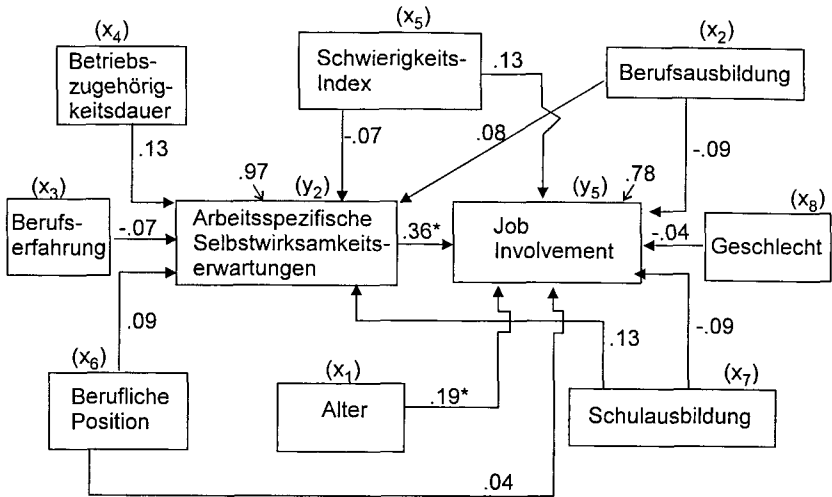 (x4)
Betriebs-
zugehörig-
keitsdauer
(x5)
Schwierigkeits-
Index
(x2)
Berufsausbildung
.13
.13
-.07
.08
-.09
.97
(y2)
(y5)
.78
(x3)
Berufs-
erfahrung
-.07
Arbeitsspezifische
Selbstwirksamkeits-
erwartungen
.36*
Job
Involvement
-.04
(x8)
Geschlecht
.09
.13
-.09
(x6)
Berufliche
Position
(x1)
Alter
.19*
(x7)
Schulausbildung
.04